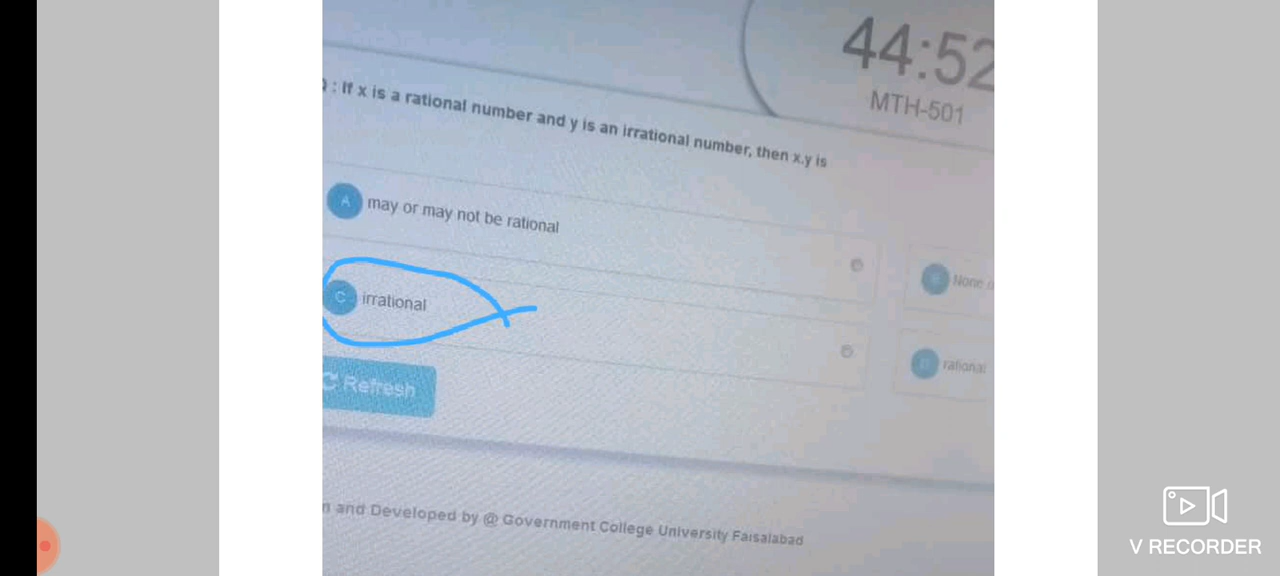 44:52
MTH-501
: If x is a rational number and y is an irrational number, then x.y is
A may or may not be rational
None
C irrational
rational
Refresh
and Developed by @ Government College University Faisalabad
V RECORDER